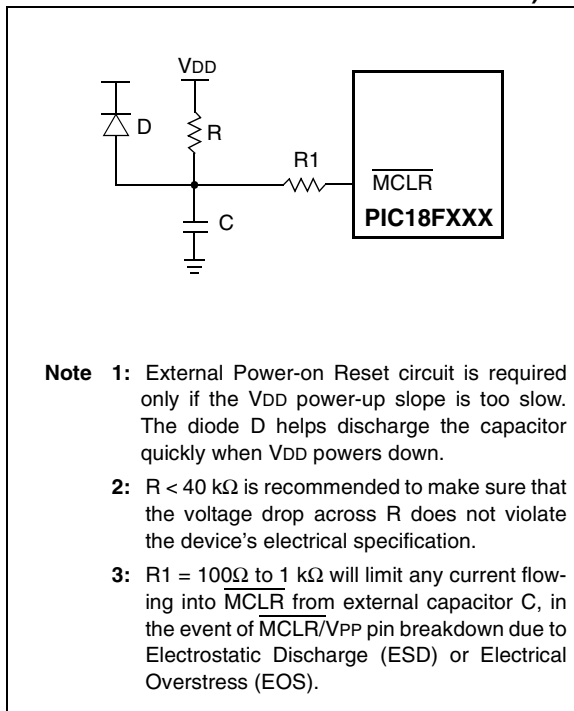 VDD
D
R
R1
MCLR
C
PIC18FXXX
Note 1: External Power-on Reset circuit is required
only if the VDD power-up slope is too slow.
The diode D helps discharge the capacitor
quickly when VDD powers down.
2: R < 40 kΩ is recommended to make sure that
the voltage drop across R does not violate
the device's electrical specification.
3: R1 = 100Ω to 1 kΩ will limit any current flow-
ing into MCLR from external capacitor C, in
the event of MCLR/VPP pin breakdown due to
Electrostatic Discharge (ESD) or Electrical
Overstress (EOS).